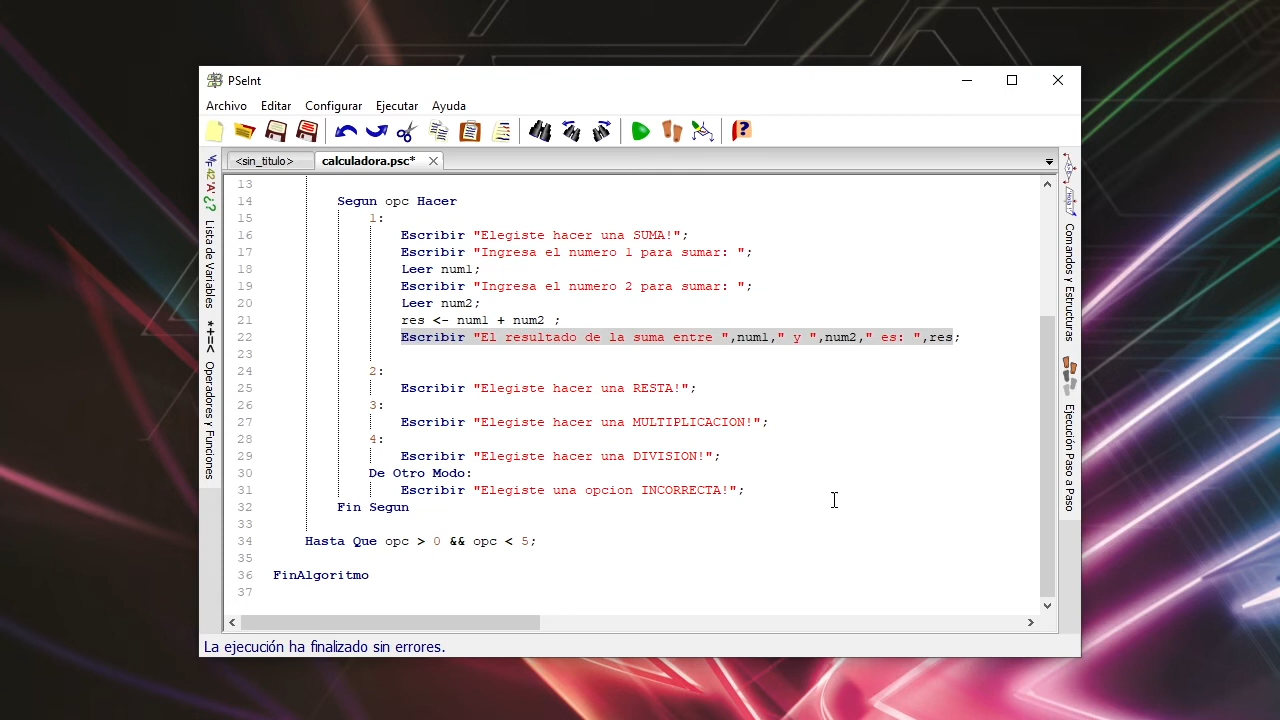 PSeInt
Archivo Editar Configurar Ejecutar Ayuda
<sin_titulo> calculadora.psc*
13
14 Segun opc Hacer
15 1:
16 Escribir "Elegiste hacer una SUMA!";
17 Escribir "Ingresa el numero 1 para sumar: ";
18 Leer num1;
19 Escribir "Ingresa el numero 2 para sumar: ";
20 Leer num2;
21 res <- num1 + num2 ;
22 Escribir "El resultado de la suma entre ",num1," y ",num2," es: ",res;
23
24 2:
25 Escribir "Elegiste hacer una RESTA!";
26 3:
27 Escribir "Elegiste hacer una MULTIPLICACION!";
28 4:
29 Escribir "Elegiste hacer una DIVISION!";
30 De Otro Modo:
31 Escribir "Elegiste una opcion INCORRECTA!";
32 Fin Segun
33
34 Hasta Que opc > 0 && opc < 5;
35
36 FinAlgoritmo
37
Lista de Variables
*+=< Operadores y Funciones
Comandos y Estructuras
Ejecución Paso a Paso
La ejecución ha finalizado sin errores.